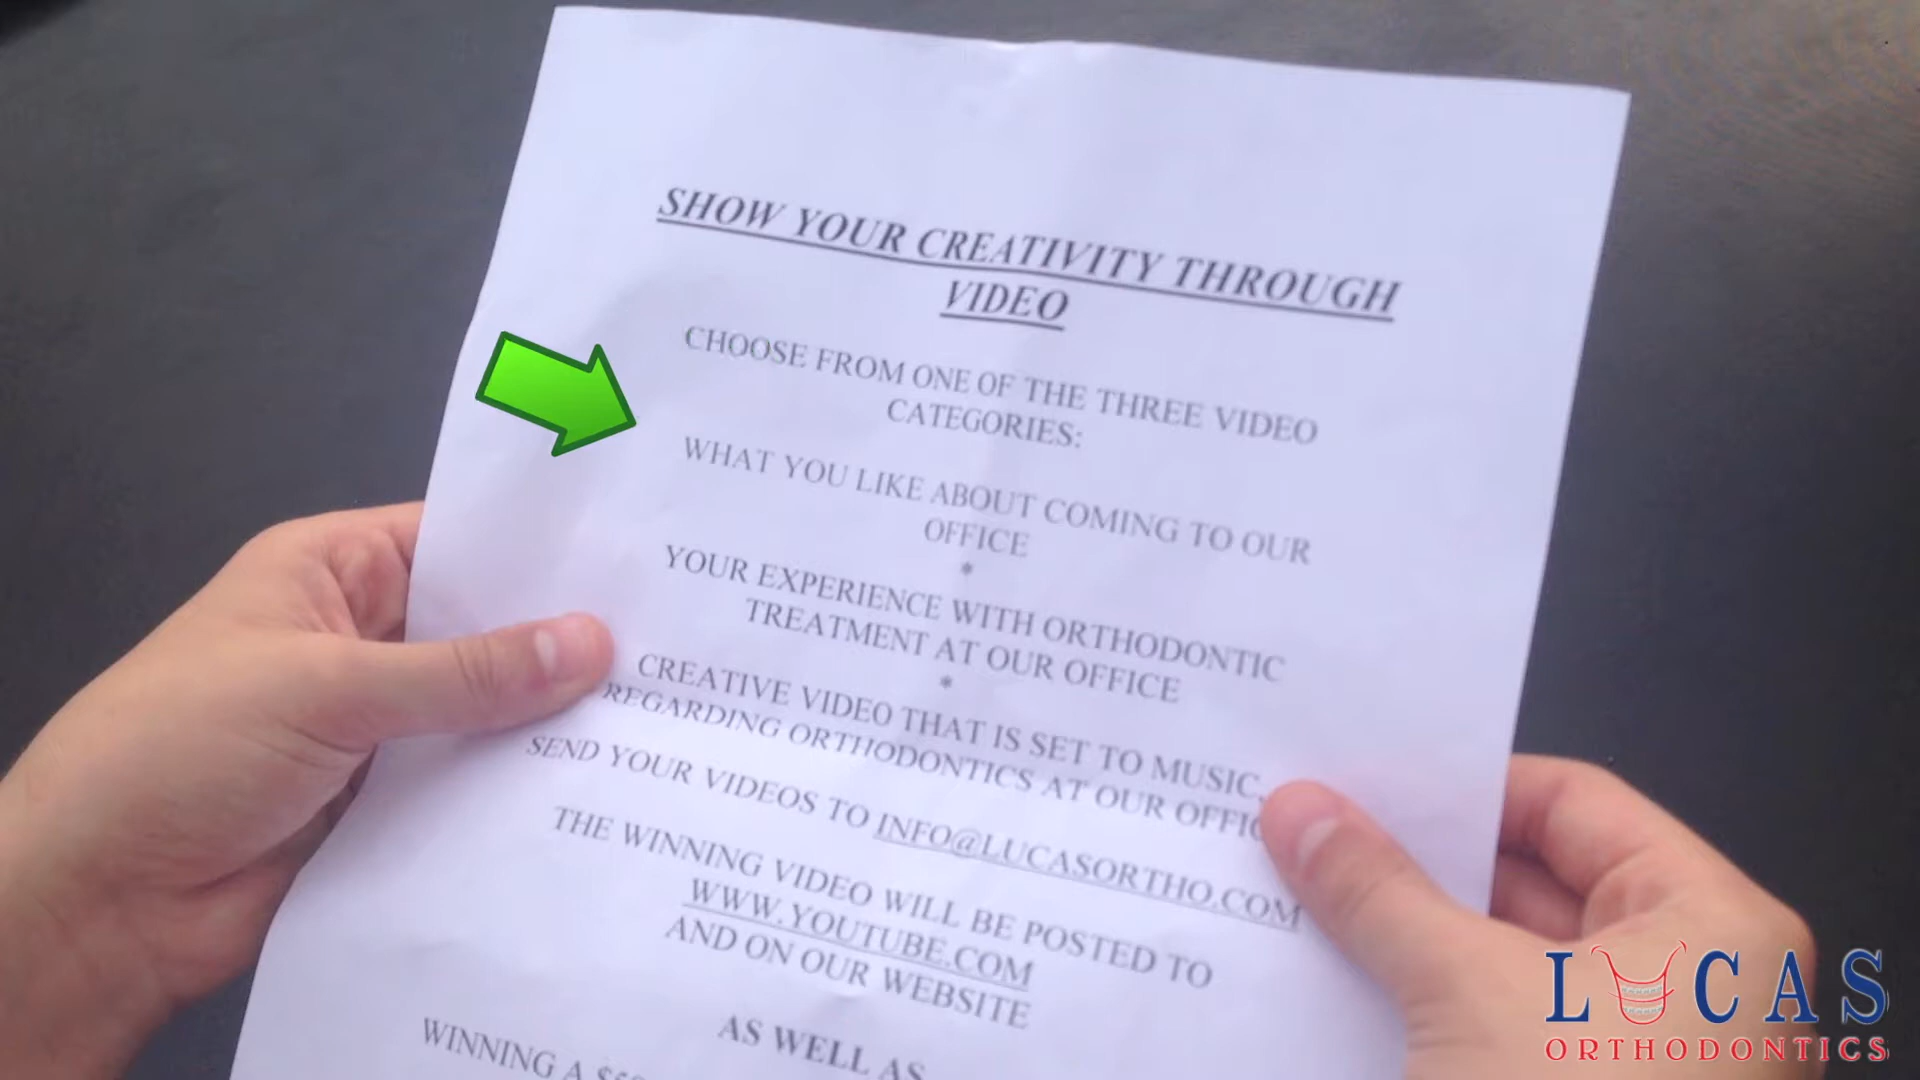 SHOW YOUR CREATIVITY THROUGH
VIDEO
CHOOSE FROM ONE OF THE THREE VIDEO
CATEGORIES:
WHAT YOU LIKE ABOUT COMING TO OUR
OFFICE
*
YOUR EXPERIENCE WITH ORTHODONTIC
TREATMENT AT OUR OFFICE
*
CREATIVE VIDEO THAT IS SET TO MUSIC,
REGARDING ORTHODONTICS AT OUR
SEND YOUR VIDEOS TO INFO@LUCASORTHO.COM
THE WINNING VIDEO WILL BE POSTED TO
WWW.YOUTUBE.COM
AND ON OUR WEBSITE
AS WELL AS
WINNING A
LUCAS
ORTHODONTICS